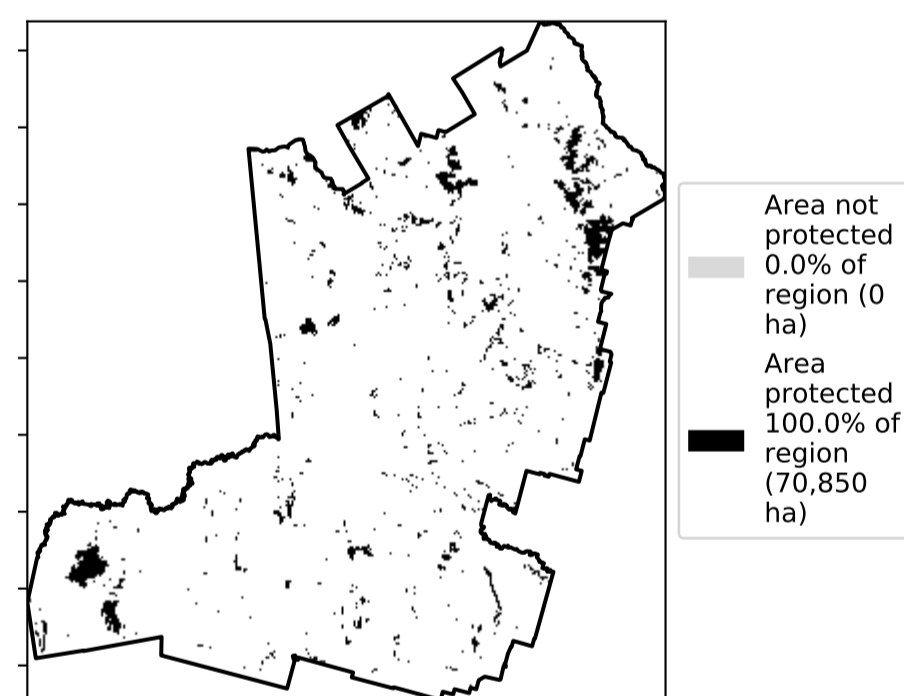 Area not
protected
0.0% of
region (0
ha)
Area
protected
100.0% of
region
(70,850
ha)